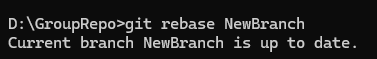 D:\GroupRepo>git rebase NewBranch
Current branch NewBranch is up to date.